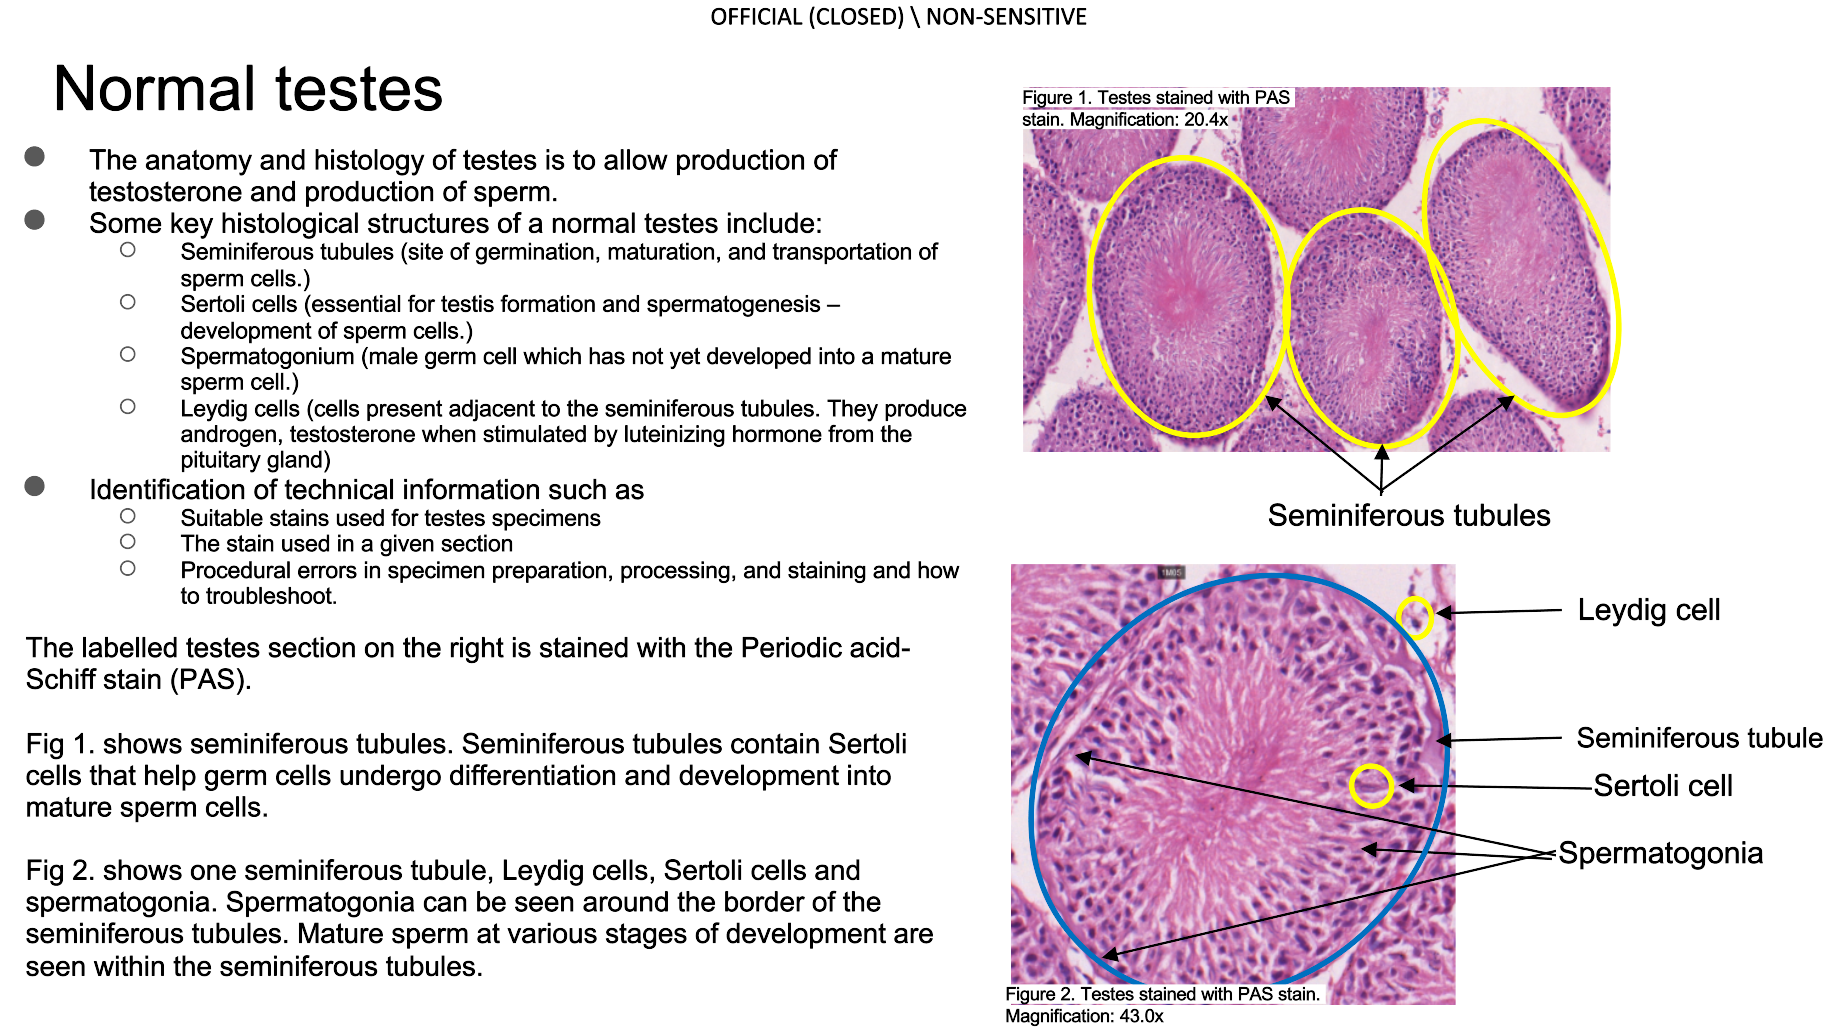 OFFICIAL (CLOSED) \ NON-SENSITIVE
Normal testes
The anatomy and histology of testes is to allow production of
testosterone and production of sperm.
Some key histological structures of a normal testes include:
Seminiferous tubules (site of germination, maturation, and transportation of
sperm cells.)
Sertoli cells (essential for testis formation and spermatogenesis –
development of sperm cells.)
Spermatogonium (male germ cell which has not yet developed into a mature
sperm cell.)
Leydig cells (cells present adjacent to the seminiferous tubules. They produce
androgen, testosterone when stimulated by luteinizing hormone from the
pituitary gland)
Identification of technical information such as
Suitable stains used for testes specimens
The stain used in a given section
Procedural errors in specimen preparation, processing, and staining and how
to troubleshoot.
The labelled testes section on the right is stained with the Periodic acid-
Schiff stain (PAS).
Fig 1. shows seminiferous tubules. Seminiferous tubules contain Sertoli
cells that help germ cells undergo differentiation and development into
mature sperm cells.
Fig 2. shows one seminiferous tubule, Leydig cells, Sertoli cells and
spermatogonia. Spermatogonia can be seen around the border of the
seminiferous tubules. Mature sperm at various stages of development are
seen within the seminiferous tubules.
Figure 1. Testes stained with PAS
stain. Magnification: 20.4x
Seminiferous tubules
Leydig cell
Seminiferous tubule
Sertoli cell
Spermatogonia
Figure 2. Testes stained with PAS stain.
Magnification: 43.0x